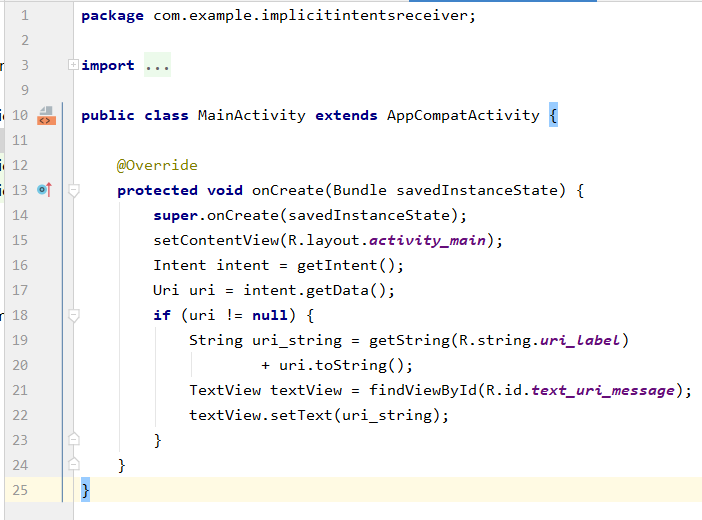 1 package com.example.implicitintentsreceiver;
2
3 import ...
9
10 public class MainActivity extends AppCompatActivity {
11
12     @Override
13     protected void onCreate(Bundle savedInstanceState) {
14         super.onCreate(savedInstanceState);
15         setContentView(R.layout.activity_main);
16         Intent intent = getIntent();
17         Uri uri = intent.getData();
18         if (uri != null) {
19             String uri_string = getString(R.string.uri_label)
20                     + uri.toString();
21             TextView textView = findViewById(R.id.text_uri_message);
22             textView.setText(uri_string);
23         }
24     }
25 }